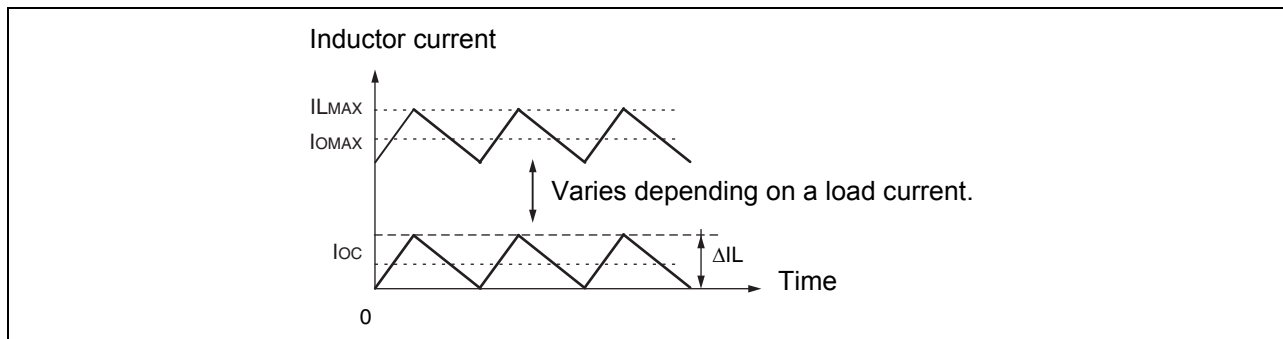 Inductor current
ILMAX
IOMAX
Varies depending on a load current.
IOC
ΔIL
Time
0